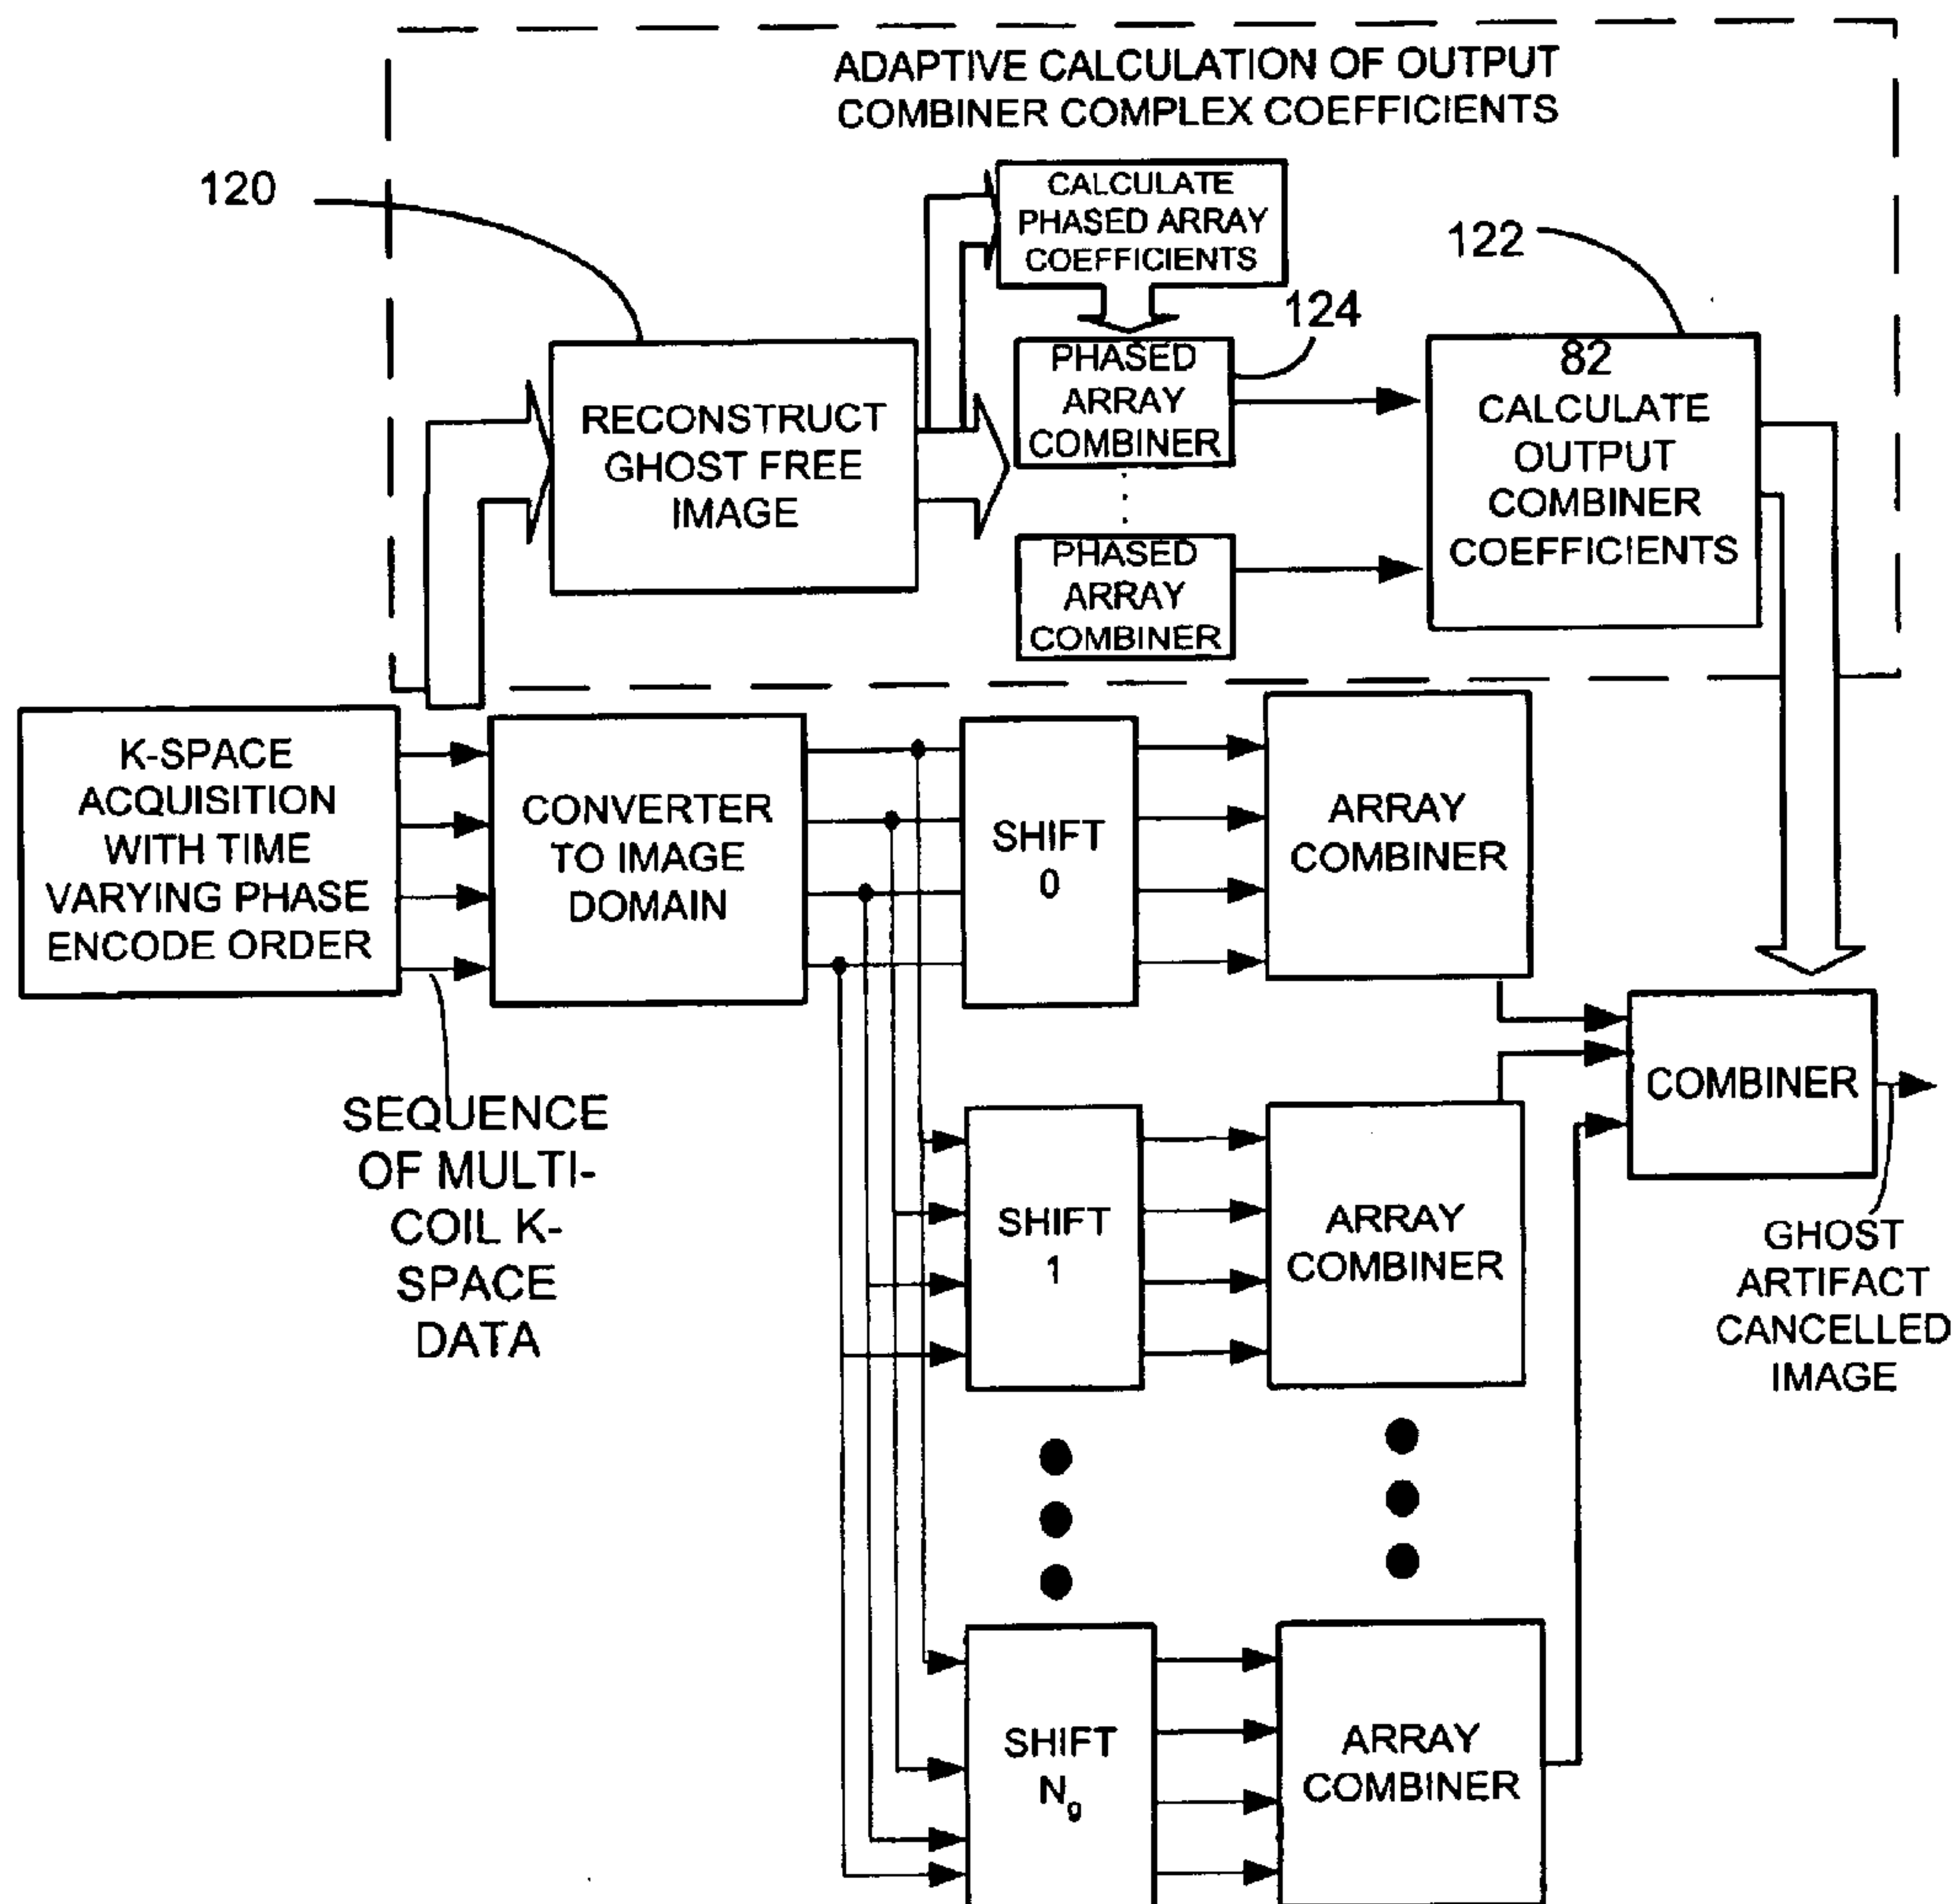 ADAPTIVE CALCULATION OF OUTPUT
COMBINER COMPLEX COEFFICIENTS
120
CALCULATE
PHASED ARRAY
COEFFICIENTS
122
124
RECONSTRUCT
GHOST FREE
IMAGE
PHASED
ARRAY
COMBINER
PHASED
ARRAY
COMBINER
82
CALCULATE
OUTPUT
COMBINER
COEFFICIENTS
K-SPACE
ACQUISITION
WITH TIME
VARYING PHASE
ENCODE ORDER
CONVERTER
TO IMAGE
DOMAIN
SHIFT
0
ARRAY
COMBINER
SEQUENCE
OF MULTI-
COIL K-
SPACE
DATA
SHIFT
1
ARRAY
COMBINER
COMBINER
GHOST
ARTIFACT
CANCELLED
IMAGE
SHIFT
Ng
ARRAY
COMBINER